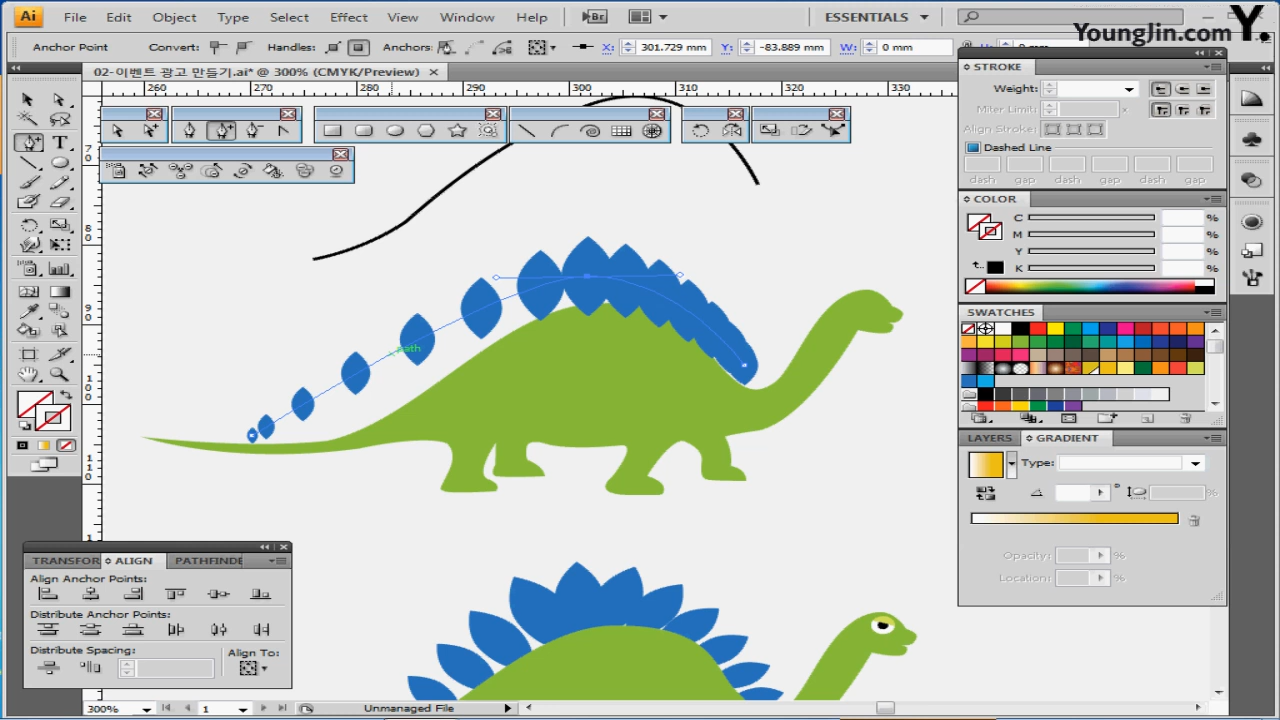 Ai File Edit Object Type Select Effect View Window Help Br ESSENTIALS
YoungJin.com Y.
Anchor Point Convert: Handles: Anchors: X: 301.729 mm Y: -83.889 mm W: 0 mm
02-이벤트 광고 만들기.ai* @ 300% (CMYK/Preview) ×
260 270 280 290 300 310 320 330
STROKE
Weight:
Miter Limit: x
Align Stroke:
Dashed Line
dash gap dash gap dash gap
COLOR
C %
M %
Y %
K %
SWATCHES
path
LAYERS GRADIENT
Type:
Opacity: %
Location: %
TRANSFOR ALIGN PATHFINDE
Align Anchor Points:
Distribute Anchor Points:
Distribute Spacing: Align To:
300% 1 Unmanaged File